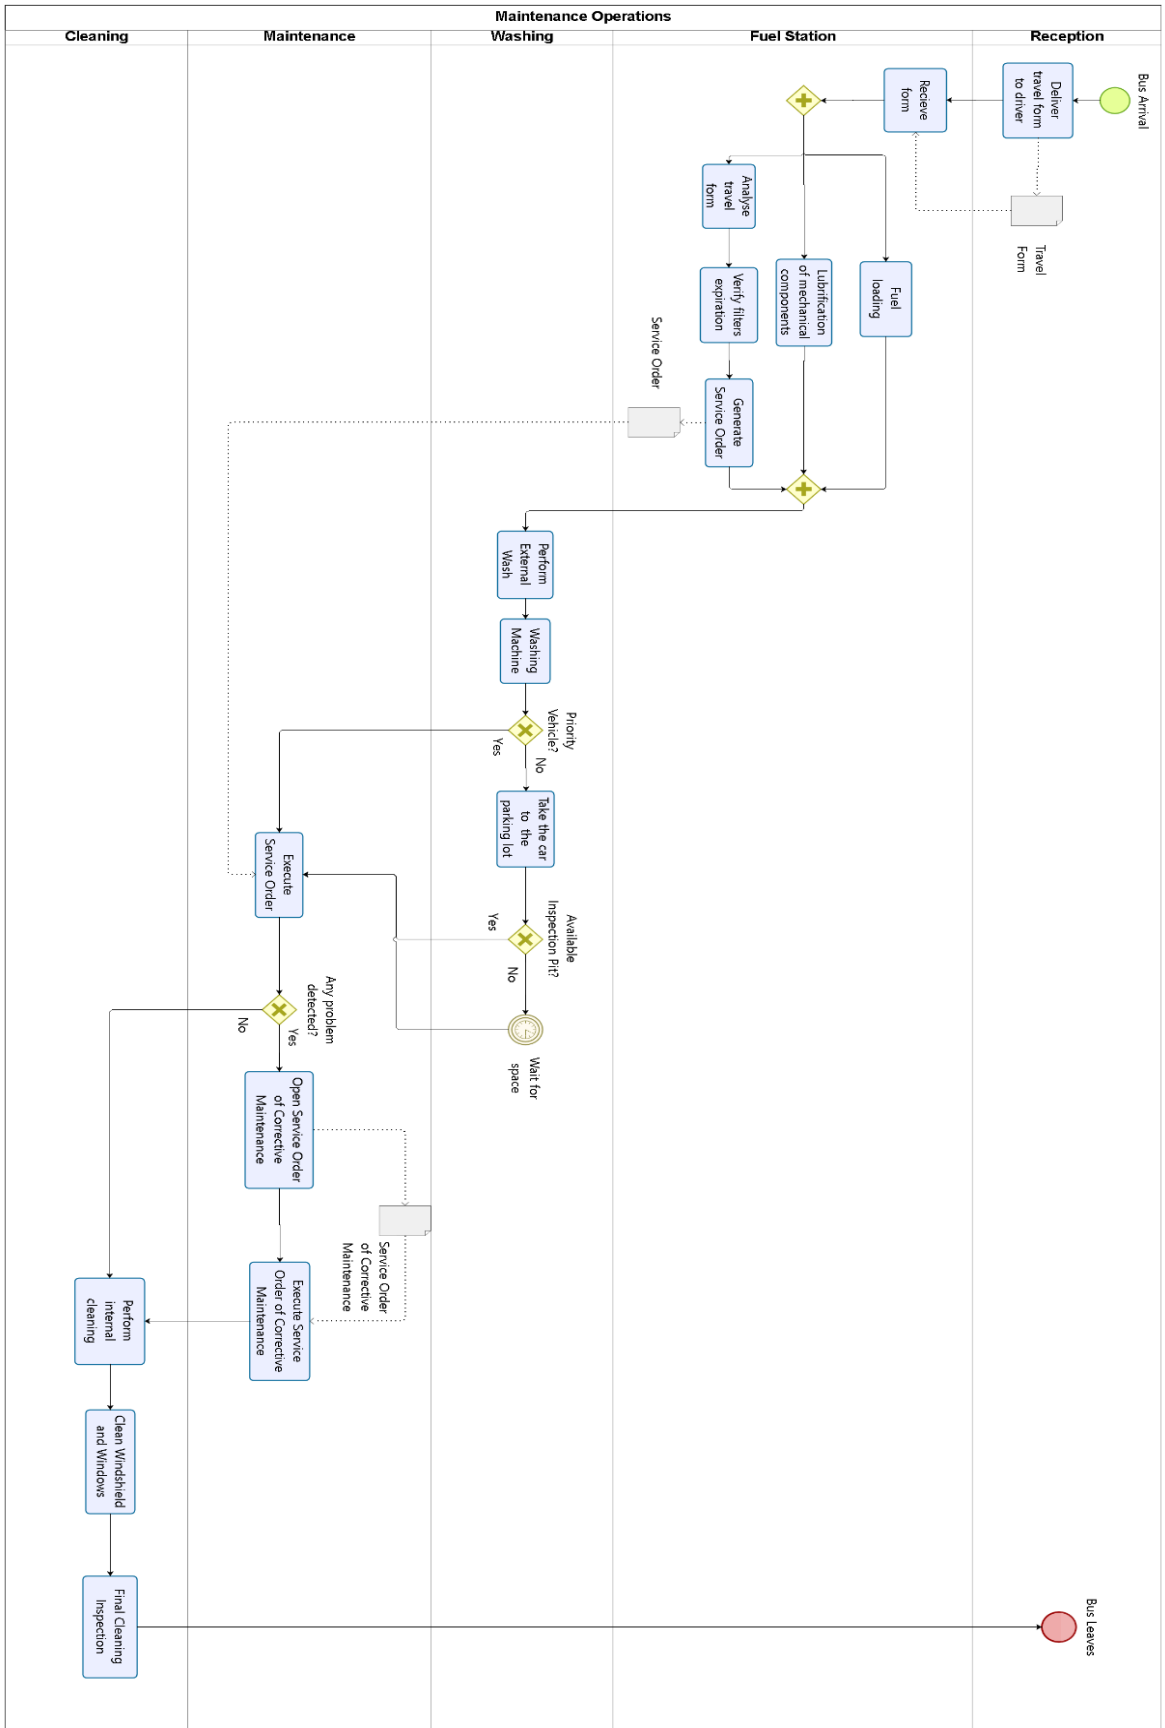 Maintenance Operations
Cleaning
Maintenance
Washing
Fuel Station
Reception
Bus Arrival
Deliver
travel form
to driver
Travel
Form
Recieve
form
Fuel
loading
Lubrification
of mechanical
components
Analyse
travel
form
Verify filters
expiration
Generate
Service Order
Service Order
Perform
External
Wash
Washing
Machine
Priority
Vehicle?
Yes
No
Take the car
to the
parking lot
Available
Inspection Pit?
Yes
No
Wait for
space
Execute
Service Order
Any problem
detected?
Yes
No
Open Service Order
of Corrective
Maintenance
Service Order
of Corrective
Maintenance
Execute Service
Order of Corrective
Maintenance
Perform
internal
cleaning
Clean Windshield
and Windows
Final Cleaning
Inspection
Bus Leaves